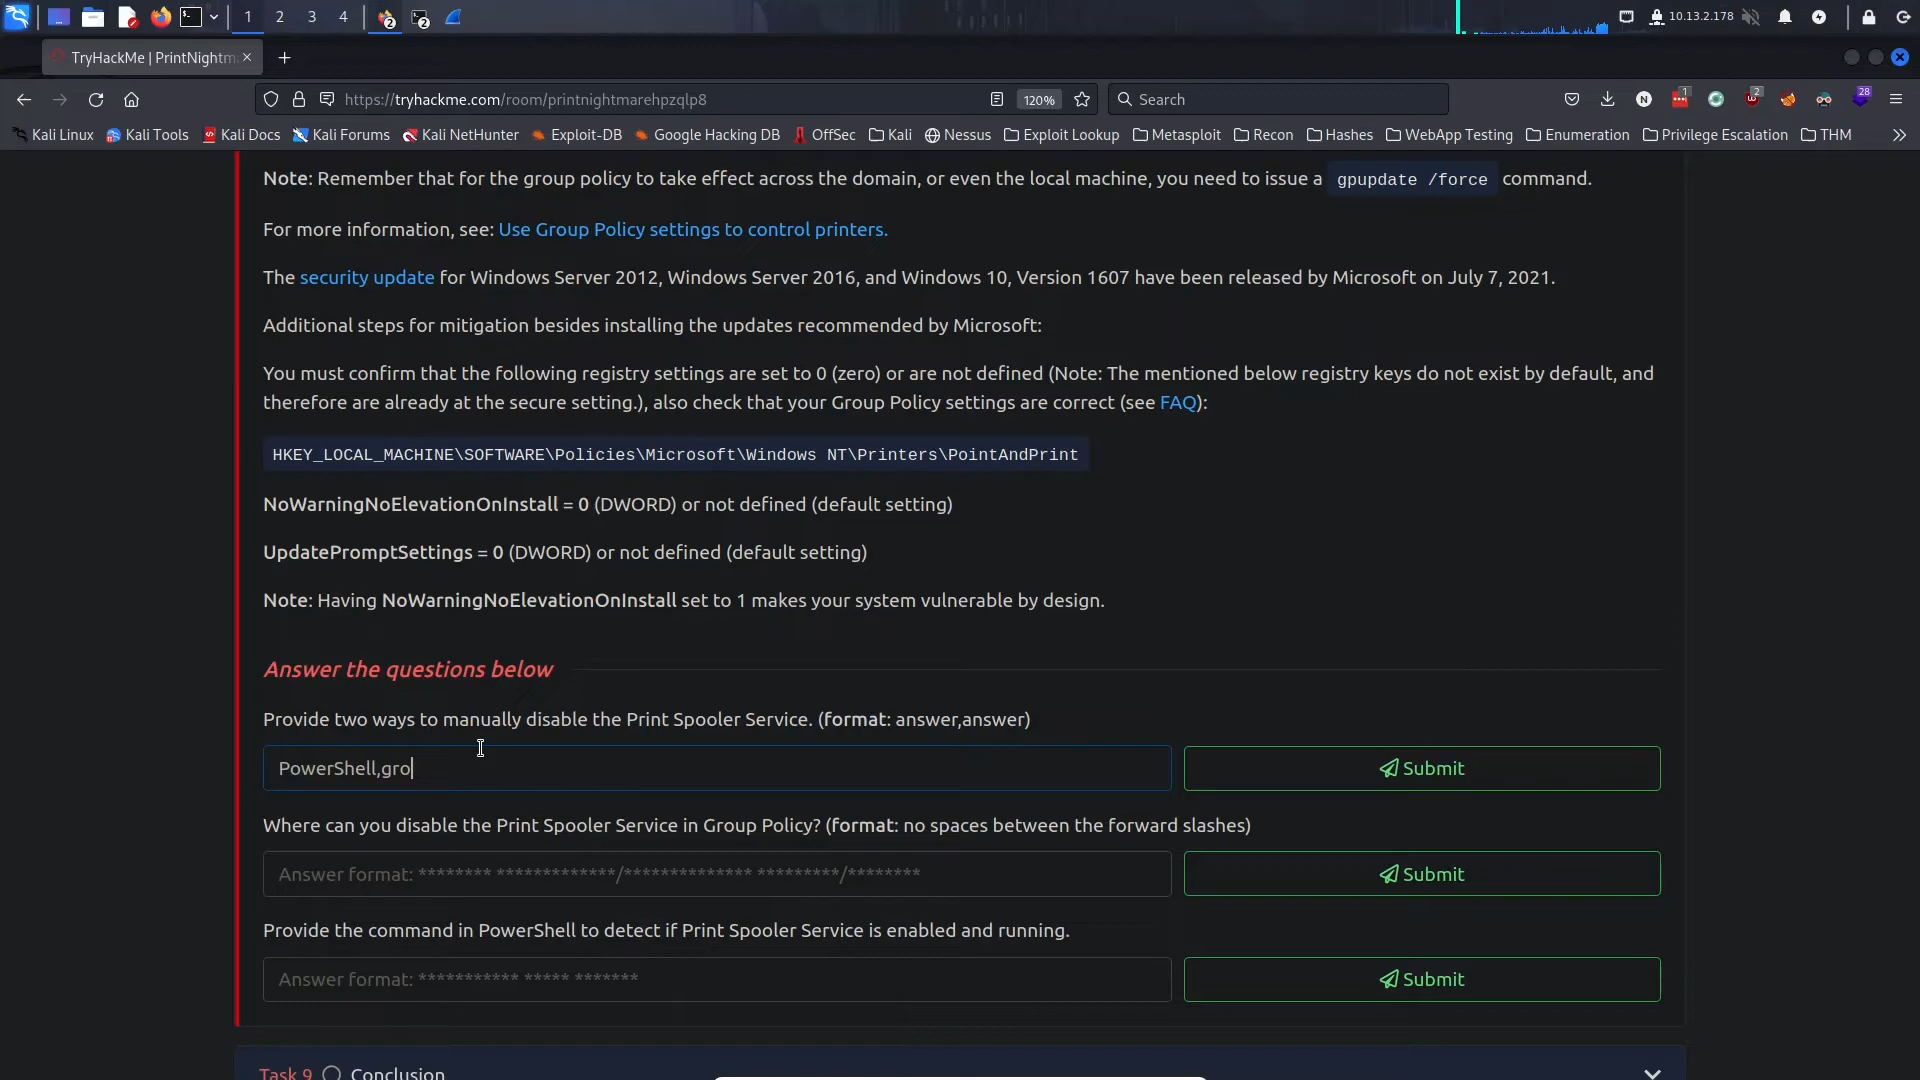 1 2 3 4 2 2 10.13.2.178
TryHackMe | PrintNightm
https://tryhackme.com/room/printnightmarehpzqlp8 120% Search 1 2 28
Kali Linux Kali Tools Kali Docs Kali Forums Kali NetHunter Exploit-DB Google Hacking DB OffSec Kali Nessus Exploit Lookup Metasploit Recon Hashes WebApp Testing Enumeration Privilege Escalation THM
Note: Remember that for the group policy to take effect across the domain, or even the local machine, you need to issue a gpupdate /force command.
For more information, see: Use Group Policy settings to control printers.
The security update for Windows Server 2012, Windows Server 2016, and Windows 10, Version 1607 have been released by Microsoft on July 7, 2021.
Additional steps for mitigation besides installing the updates recommended by Microsoft:
You must confirm that the following registry settings are set to 0 (zero) or are not defined (Note: The mentioned below registry keys do not exist by default, and
therefore are already at the secure setting.), also check that your Group Policy settings are correct (see FAQ):
HKEY_LOCAL_MACHINE\SOFTWARE\Policies\Microsoft\Windows NT\Printers\PointAndPrint
NoWarningNoElevationOnInstall = 0 (DWORD) or not defined (default setting)
UpdatePromptSettings = 0 (DWORD) or not defined (default setting)
Note: Having NoWarningNoElevationOnInstall set to 1 makes your system vulnerable by design.
Answer the questions below
Provide two ways to manually disable the Print Spooler Service. (format: answer,answer)
PowerShell,gro Submit
Where can you disable the Print Spooler Service in Group Policy? (format: no spaces between the forward slashes)
Answer format: ******** *************/************** *********/******** Submit
Provide the command in PowerShell to detect if Print Spooler Service is enabled and running.
Answer format: *********** ***** ******* Submit
Task 9 Conclusion